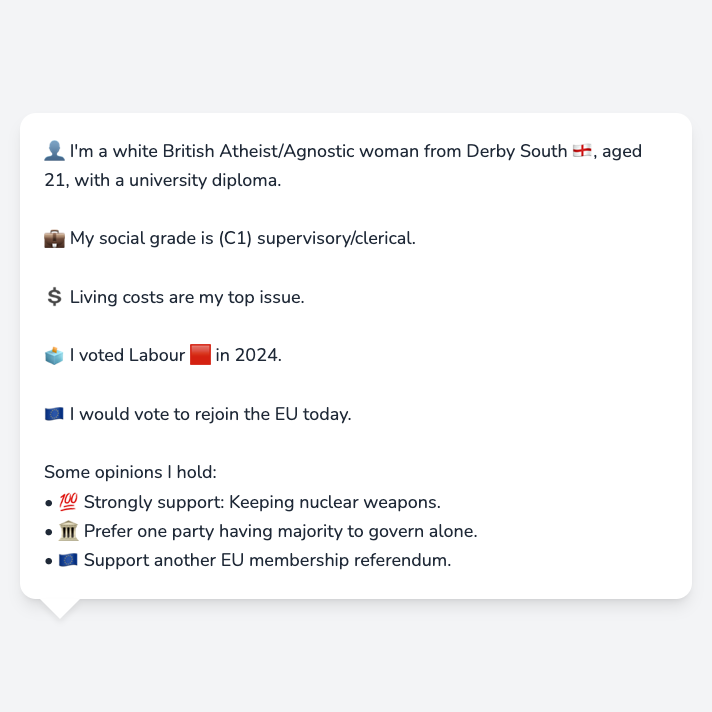 👤 I'm a white British Atheist/Agnostic woman from Derby South 🏴󠁧󠁢󠁥󠁮󠁧󠁿, aged
21, with a university diploma.
💼 My social grade is (C1) supervisory/clerical.
💲 Living costs are my top issue.
🗳️ I voted Labour 🟥 in 2024.
🇪🇺 I would vote to rejoin the EU today.
Some opinions I hold:
• 💯 Strongly support: Keeping nuclear weapons.
• 🏛️ Prefer one party having majority to govern alone.
• 🇪🇺 Support another EU membership referendum.